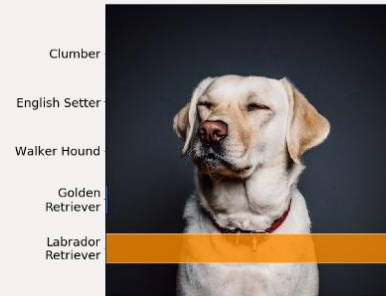 Clumber
English Setter
Walker Hound
Golden
Retriever
Labrador
Retriever